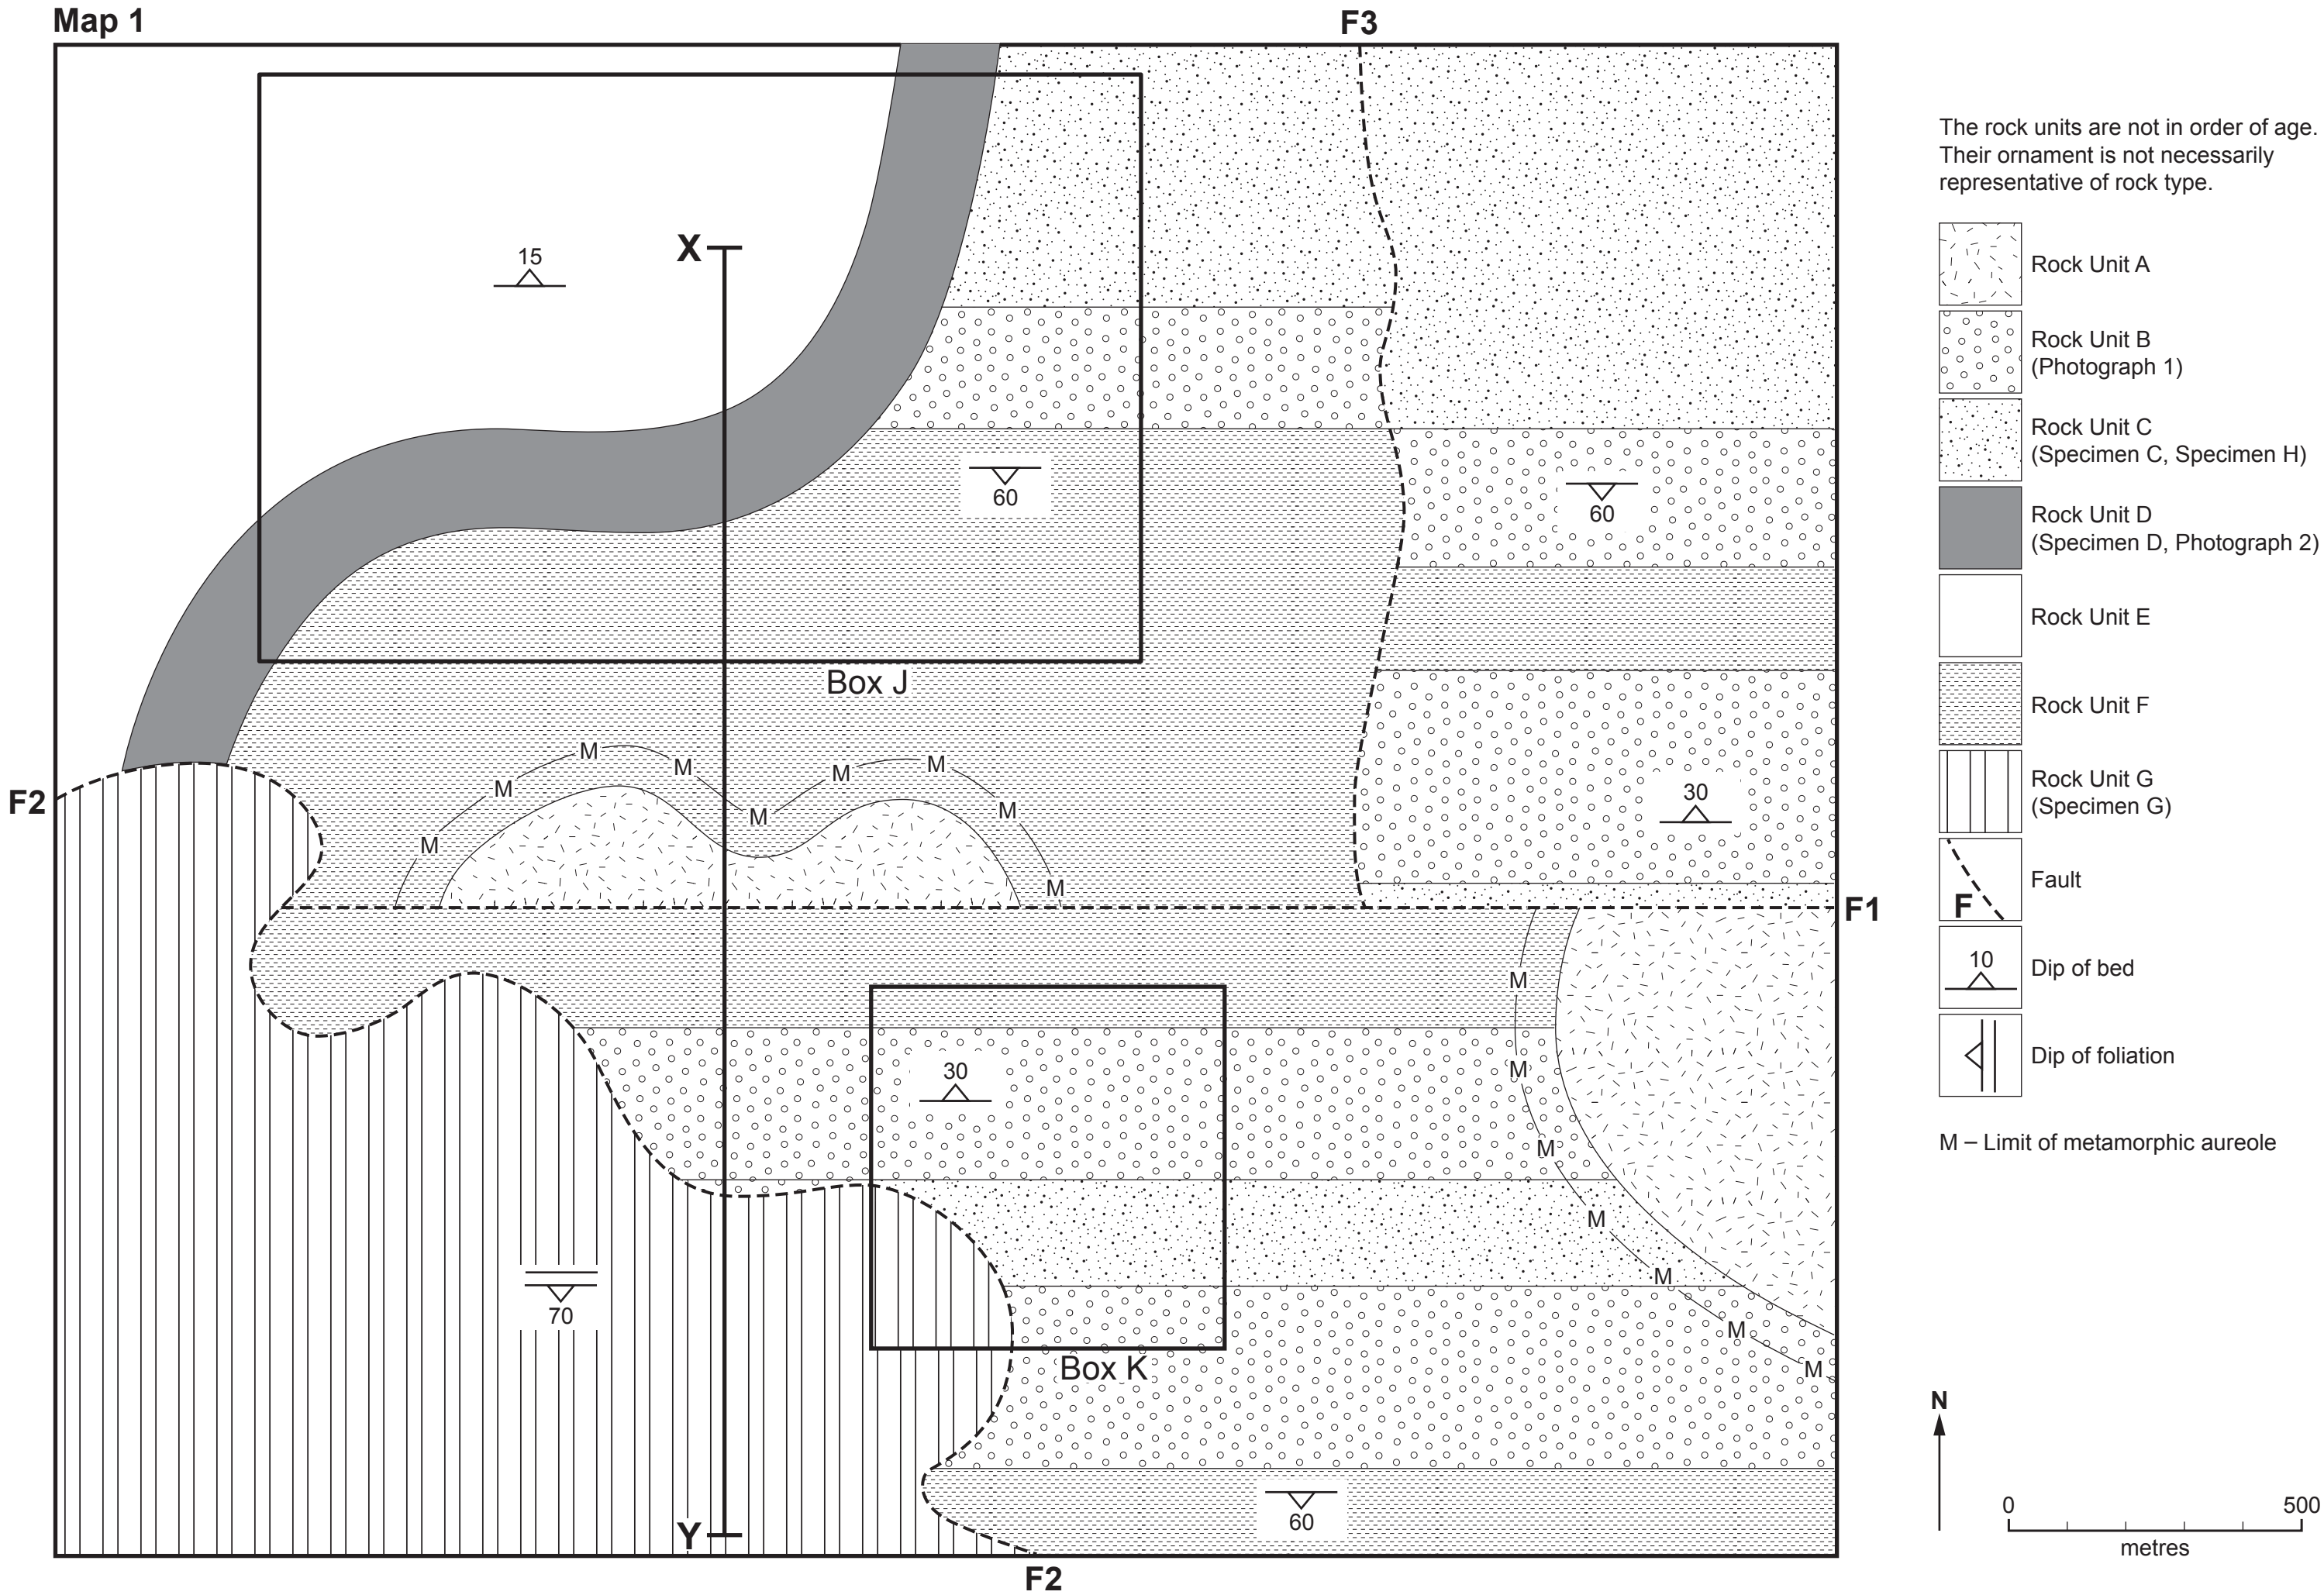 Map 1
F3
X
15
60
60
Box J
M
M
M
M
M
M
M
M
M
30
F2
F1
M
M
M
M
M
M
M
30
70
60
Box K
Y
F2
The rock units are not in order of age.
Their ornament is not necessarily
representative of rock type.
Rock Unit A
Rock Unit B
(Photograph 1)
Rock Unit C
(Specimen C, Specimen H)
Rock Unit D
(Specimen D, Photograph 2)
Rock Unit E
Rock Unit F
Rock Unit G
(Specimen G)
F
Fault
10
Dip of bed
Dip of foliation
M – Limit of metamorphic aureole
N
0
500
metres